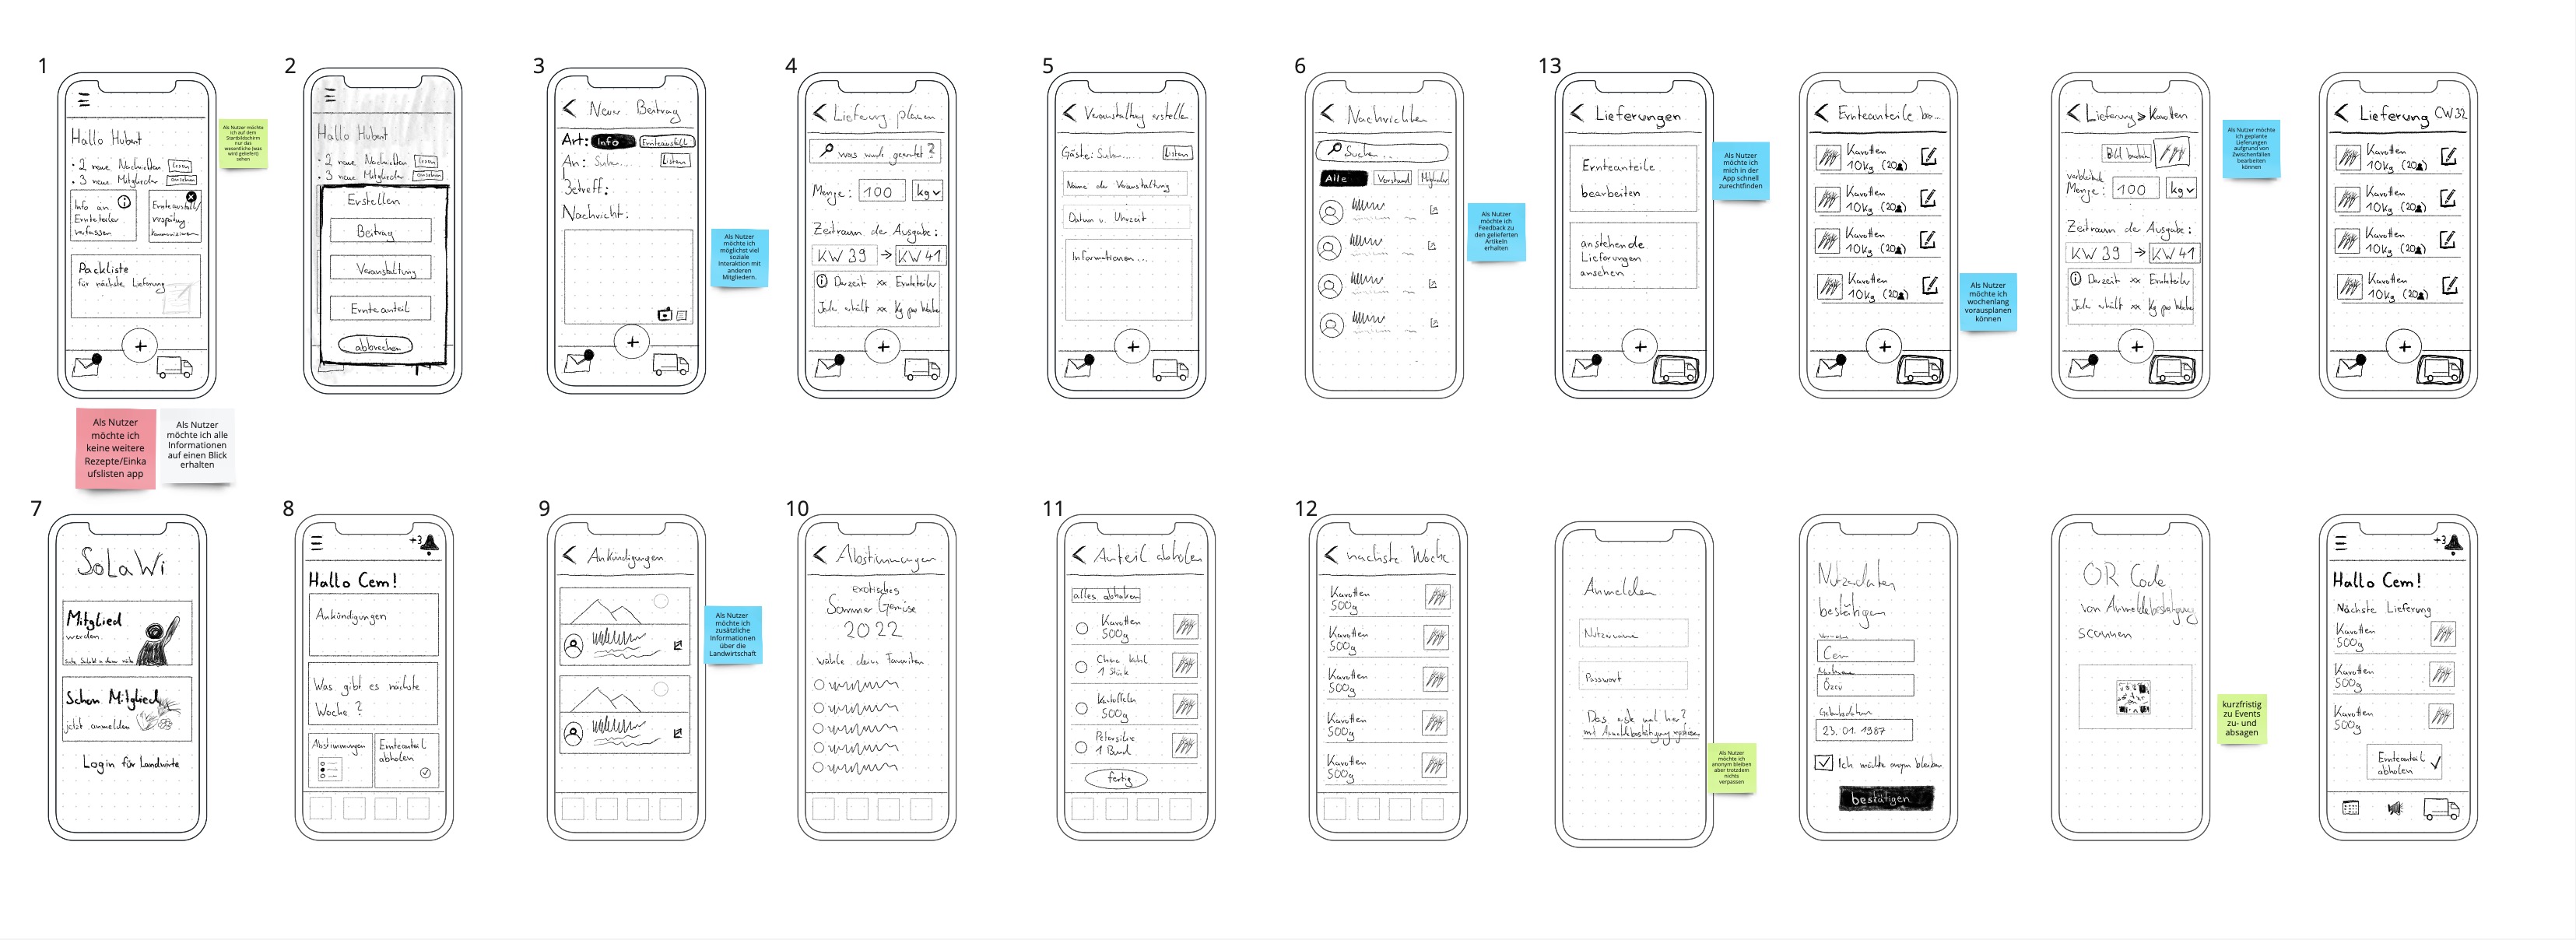 1
Hallo Hubert
• 2 neue Nachrichten lesen
• 3 neue Mitglieder ansehen
Info an
Ernteteiler
verfassen
Ernteausfall/
verspätung
kommunizieren
Packliste
für nächste Lieferung
+
Als Nutzer möchte
ich auf dem
Startbildschirm
nur das
wesentliche (was
wird geliefert)
sehen
Als Nutzer
möchte ich
keine weitere
Rezepte/Einka
ufslisten app
Als Nutzer
möchte ich alle
Informationen
auf einen Blick
erhalten
2
Hallo Hubert
• 2 neue Nachrichten lesen
• 3 neue Mitglieder ansehen
Erstellen
Beitrag
Veranstaltung
Ernteanteil
abbrechen
3
Neuer Beitrag
Art: Info Ernteausfall
An: Suchen... Listen
Betreff:
Nachricht:
+
Als Nutzer
möchte ich
möglichst viel
soziale
Interaktion mit
anderen
Mitgliedern.
4
Lieferung planen
was wurde geerntet?
Menge: 100 kg
Zeitraum der Ausgabe:
KW 39 → KW 41
Derzeit xx Ernteteiler
Jede erhält xx Kg pro Woche
+
5
Veranstaltung erstellen
Gäste: Suchen.... Listen
Name der Veranstaltung
Datum u. Uhrzeit
Informationen...
+
6
Nachrichten
Suchen...
Alle Vorstand Mitglieder
Als Nutzer
möchte ich
Feedback zu
den gelieferten
Artikeln
erhalten
13
Lieferungen
Ernteanteile
bearbeiten
anstehende
Lieferungen
ansehen
+
Als Nutzer
möchte ich
mich in der
App schnell
zurechtfinden
Ernteanteile be...
Karotten
10Kg (20)
Karotten
10Kg (20)
Karotten
10Kg (20)
Karotten
10Kg (20)
+
Als Nutzer
möchte ich
wochenlang
vorausplanen
können
Lieferung > Karotten
Bild
Menge: 100 kg
Zeitraum der Ausgabe:
KW 39 → KW 41
Derzeit xx Ernteteiler
Jede erhält xx Kg pro Woche
+
Als Nutzer möchte
ich geplante
Lieferungen
aufgrund von
Zwischenfällen
bearbeiten
können
Lieferung CW 32
Karotten
10Kg (20)
Karotten
10Kg (20)
Karotten
10Kg (20)
Karotten
10Kg (20)
+
7
SoLaWi
Mitglied
werden
Schon Mitglied
jetzt anmelden
Login für Landwirte
8
+3
Hallo Cem!
Ankündigungen
Was gibt es nächste
Woche?
Abstimmungen
Ernteanteil
abholen
9
Ankündigungen
Als Nutzer
möchte ich
zusätzliche
Informationen
über die
Landwirtschaft
10
Abstimmungen
exotisches
Sommer Gemüse
2022
wähle deine Favoriten
11
Anteil abholen
alles abholen
Karotten
500g
China Kohl
1 Stück
Kartoffeln
500g
Petersilie
1 Bund
fertig
12
nächste Woche
Karotten
500g
Karotten
500g
Karotten
500g
Karotten
500g
Karotten
500g
Anmelden
Nutzername
Passwort
Das erste mal hier?
mit Anmeldebestätigung
Als Nutzer
möchte ich
anonym bleiben
aber trotzdem
nichts
verpassen
Nutzerdaten
bestätigen
Vorname
Cem
Nachname
Özcu
Geburtsdatum
23. 01. 1987
Ich möchte anonym bleiben
bestätigen
QR Code
von Anmeldebestätigung
scannen
kurzfristig
zu Events
zu- und
absagen
+3
Hallo Cem!
Nächste Lieferung
Karotten
500g
Karotten
500g
Karotten
500g
Ernteanteil
abholen